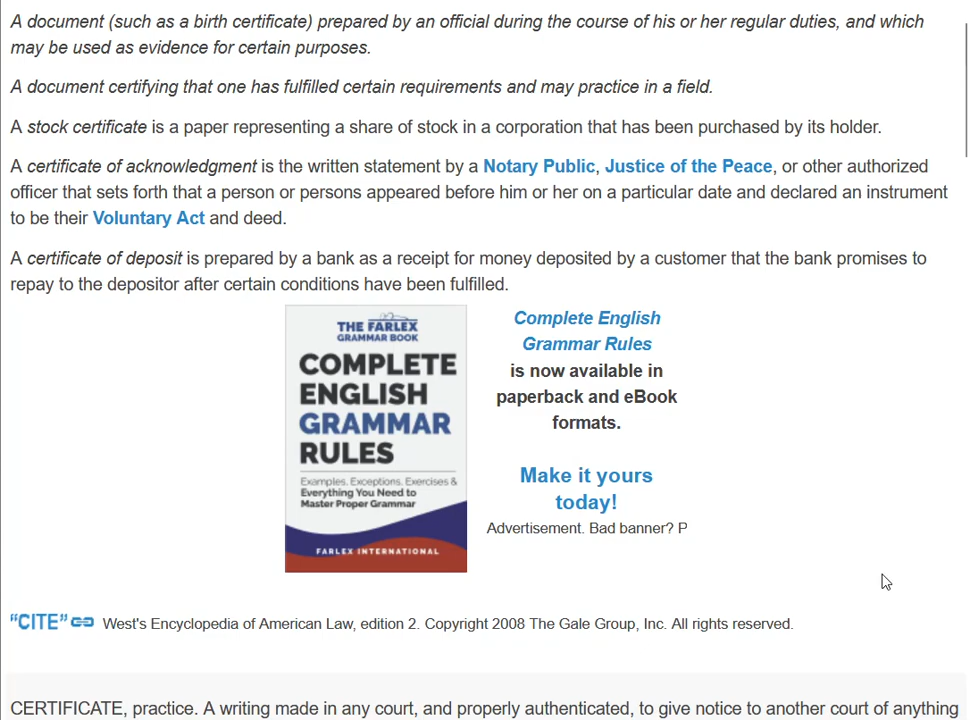 A document (such as a birth certificate) prepared by an official during the course of his or her regular duties, and which
may be used as evidence for certain purposes.
A document certifying that one has fulfilled certain requirements and may practice in a field.
A stock certificate is a paper representing a share of stock in a corporation that has been purchased by its holder.
A certificate of acknowledgment is the written statement by a Notary Public, Justice of the Peace, or other authorized
officer that sets forth that a person or persons appeared before him or her on a particular date and declared an instrument
to be their Voluntary Act and deed.
A certificate of deposit is prepared by a bank as a receipt for money deposited by a customer that the bank promises to
repay to the depositor after certain conditions have been fulfilled.
THE FARLEX
GRAMMAR BOOK
COMPLETE
ENGLISH
GRAMMAR
RULES
Examples, Exceptions, Exercises &
Everything You Need to
Master Proper Grammar
FARLEX INTERNATIONAL
Complete English
Grammar Rules
is now available in
paperback and eBook
formats.
Make it yours
today!
Advertisement. Bad banner? P
"CITE" West's Encyclopedia of American Law, edition 2. Copyright 2008 The Gale Group, Inc. All rights reserved.
CERTIFICATE, practice. A writing made in any court, and properly authenticated, to give notice to another court of anything